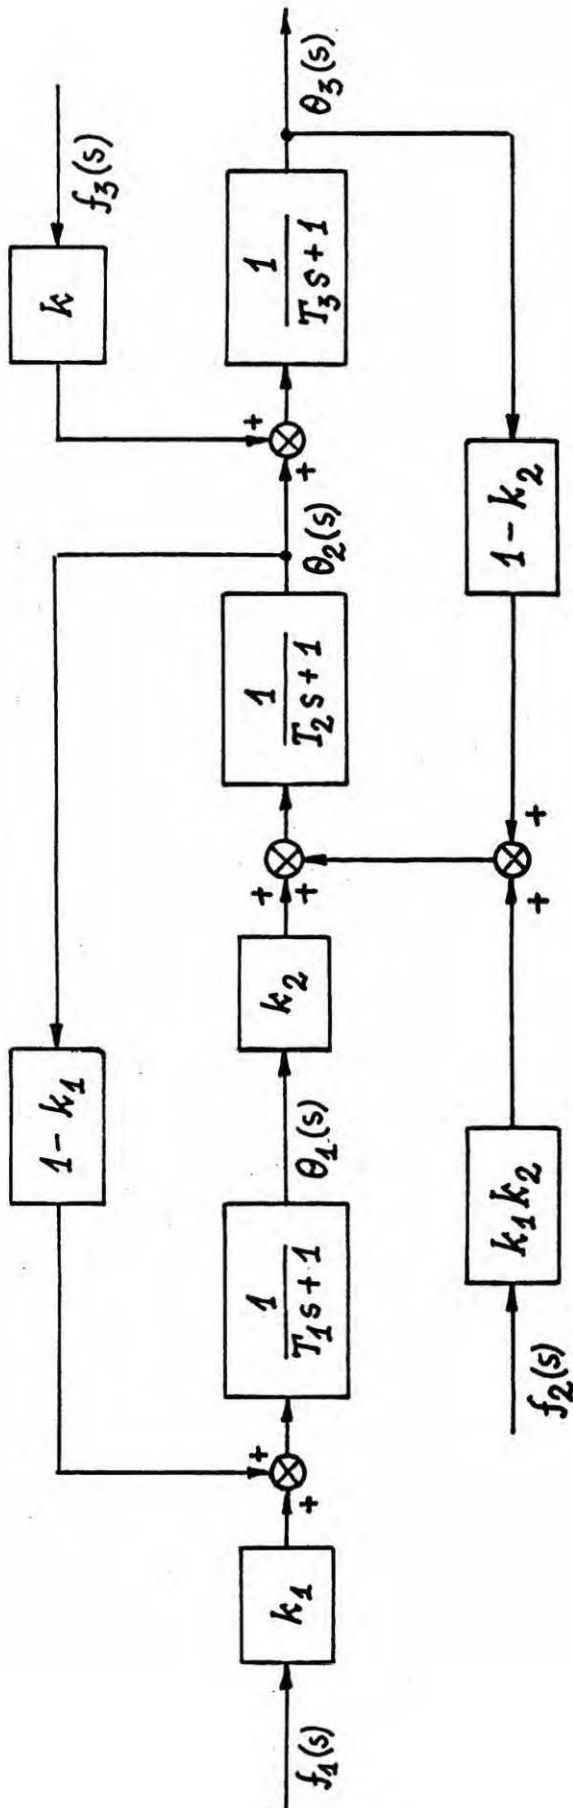 f₃(s)
k
1 - k₁
f₁(s)
k₁
+
+
1
T₁s + 1
θ₁(s)
k₂
+
+
1
T₂s + 1
θ₂(s)
+
+
1
T₃s + 1
θ₃(s)
f₂(s)
k₁k₂
+
+
1 - k₂